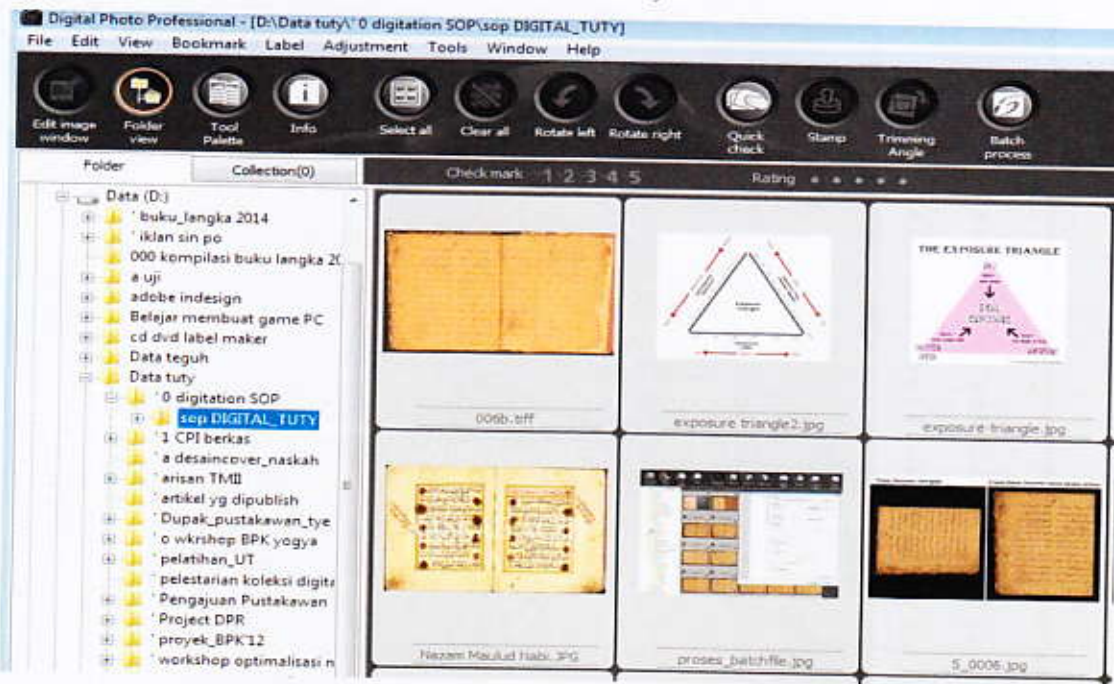 Digital Photo Professional - [D:\Data tuty\' 0 digitation SOP\sop DIGITAL_TUTY]
File Edit View Bookmark Label Adjustment Tools Window Help
Edit image window
Folder view
Tool Palette
Info
Select all
Clear all
Rotate left
Rotate right
Quick check
Stamp
Trimming Angle
Batch process
Folder
Collection(0)
Check mark 1 2 3 4 5
Rating
Data (D:)
' buku_langka 2014
' iklan sin po
000 kompilasi buku langka 20
a uji
adobe indesign
Belajar membuat game PC
cd dvd label maker
Data teguh
Data tuty
' 0 digitation SOP
sop DIGITAL_TUTY
' 1 CPI berkas
' a desaincover_naskah
' arisan TMII
' artikel yg dipublish
' Dupak_pustakawan_tye
' o wkrshop BPK yogya
' pelatihan_UT
' pelestarian koleksi digita
' Pengajuan Pustakawan
' Project DPR
' proyek_BPK'12
' workshop optimalisasi n
006b.tiff
exposure triangle2.jpg
THE EXPOSURE TRIANGLE
exposure triangle.jpg
Nazam Maulud Nabi.JPG
proses_batchfile.jpg
S_0006.jpg